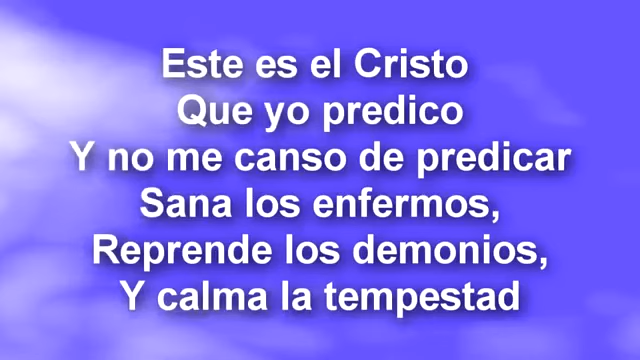 Este es el Cristo
Que yo predico
Y no me canso de predicar
Sana los enfermos,
Reprende los demonios,
Y calma la tempestad